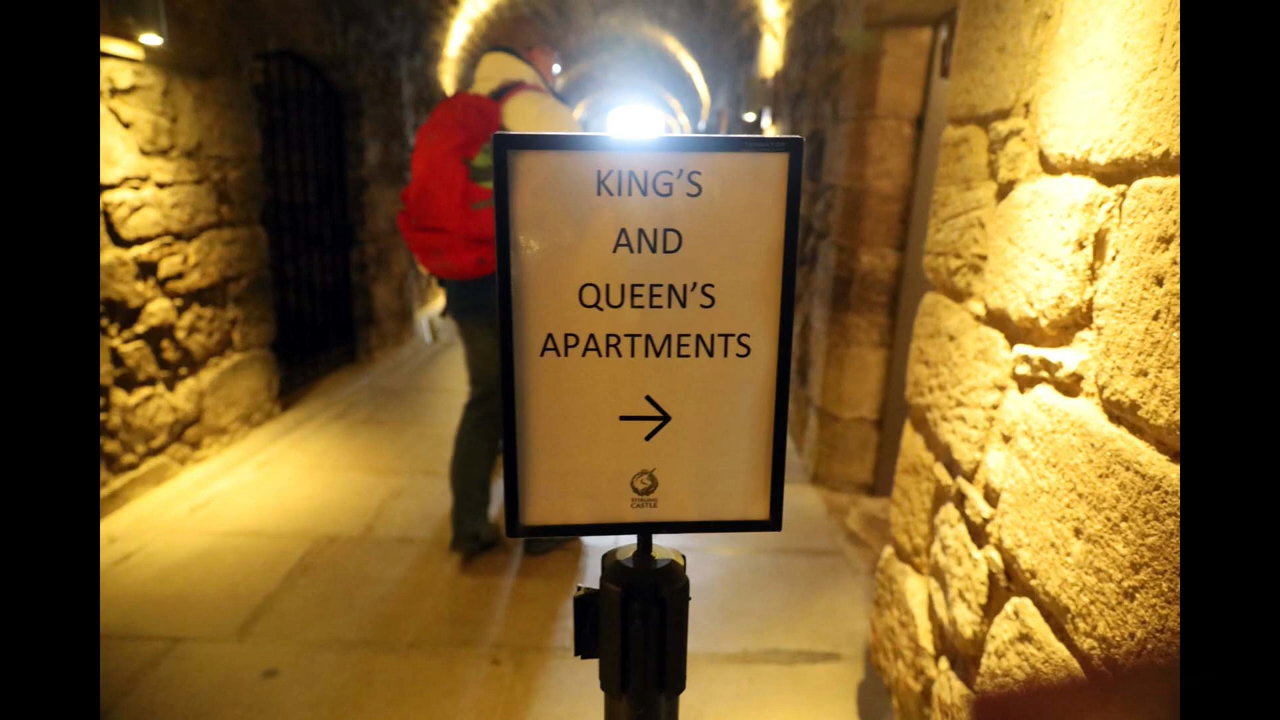 KING’S
AND
QUEEN’S
APARTMENTS
STIRLING
CASTLE